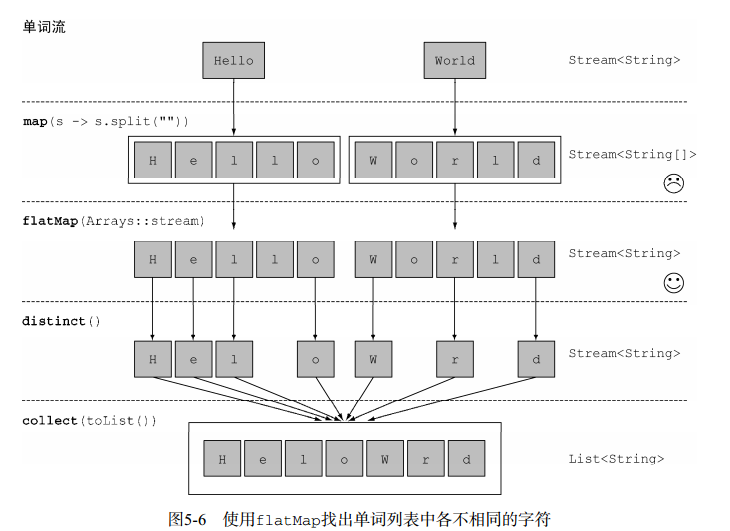 单词流
Hello World Stream<String>
map(s -> s.split(""))
H e l l o W o r l d Stream<String[]>
flatMap(Arrays::stream)
H e l l o W o r l d Stream<String>
distinct()
H e l o W r d Stream<String>
collect(toList())
H e l o W r d List<String>
图5-6 使用flatMap找出单词列表中各不相同的字符